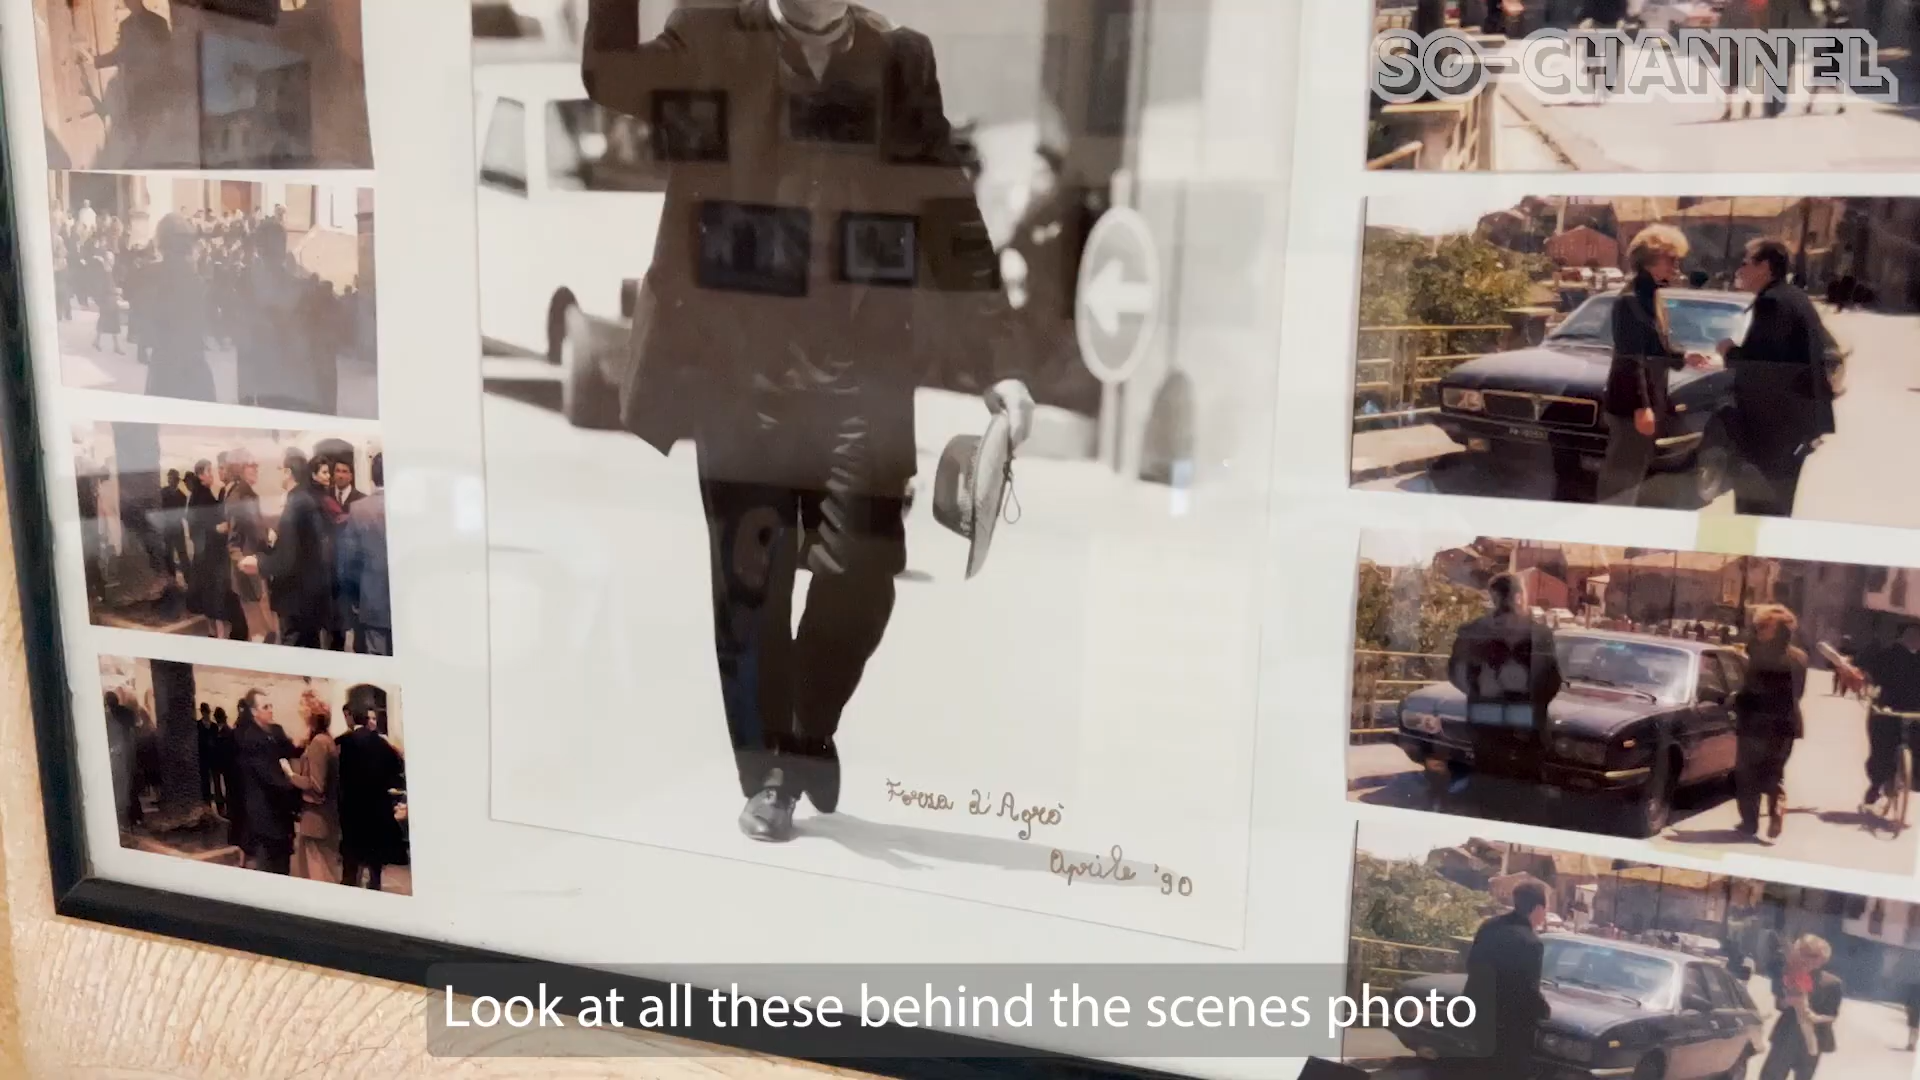 SO-CHANNEL
Forza d'Agrò
Aprile '90
Look at all these behind the scenes photo